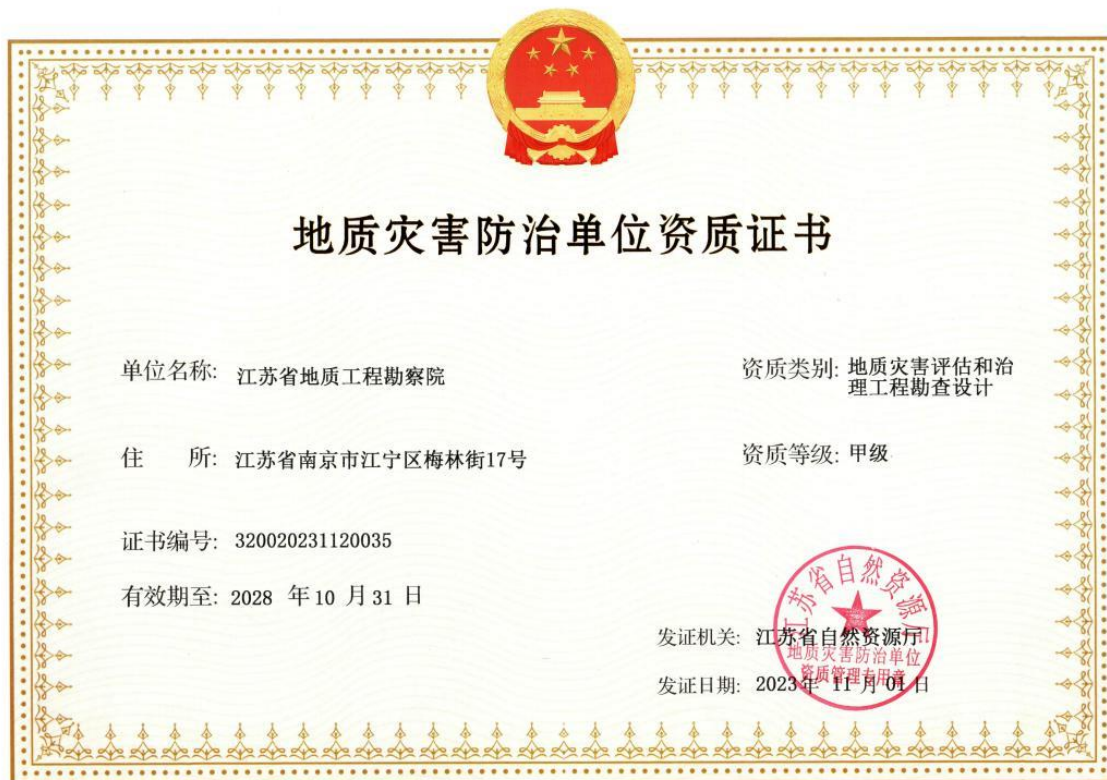 地质灾害防治单位资质证书
单位名称: 江苏省地质工程勘察院
资质类别: 地质灾害评估和治
理工程勘查设计
住 所: 江苏省南京市江宁区梅林街17号
资质等级: 甲级
证书编号: 320020231120035
有效期至: 2028 年 10 月 31 日
发证机关: 江苏省自然资源厅
发证日期: 2023年 11 月 01 日
江苏省自然资源厅
地质灾害防治单位
资质管理专用章